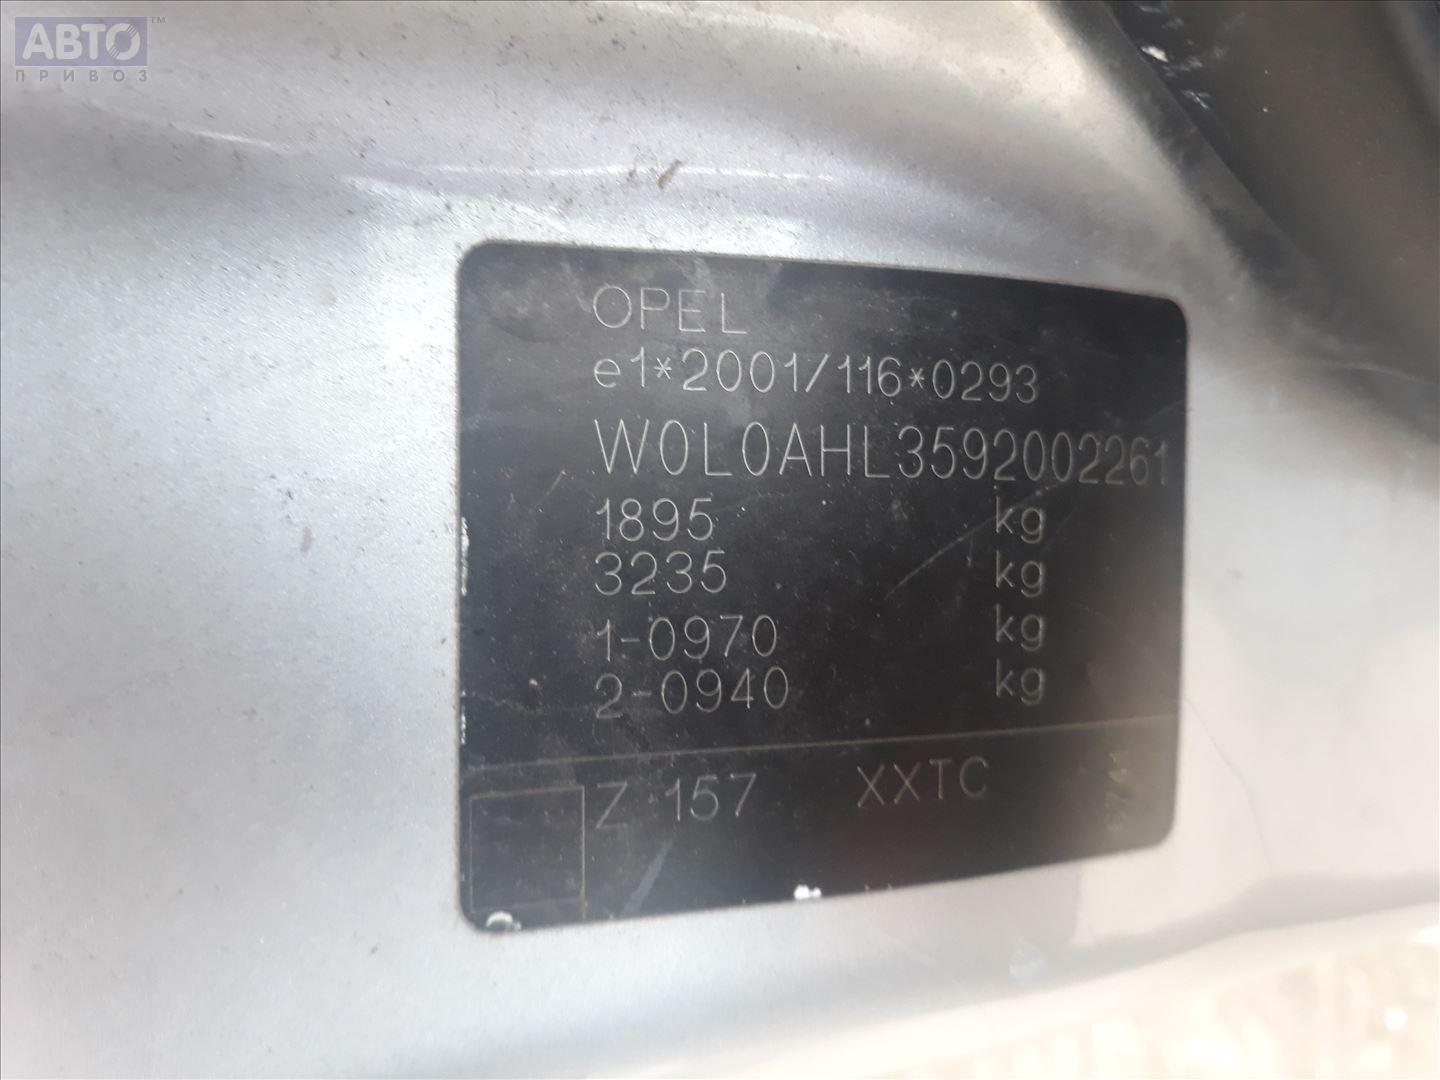 АВТО™
ПРИВОЗ
OPEL
e1*2001/116*0293
W0L0AHL3592002261
1895 kg
3235 kg
1-0970 kg
2-0940 kg
Z 157 XXTC